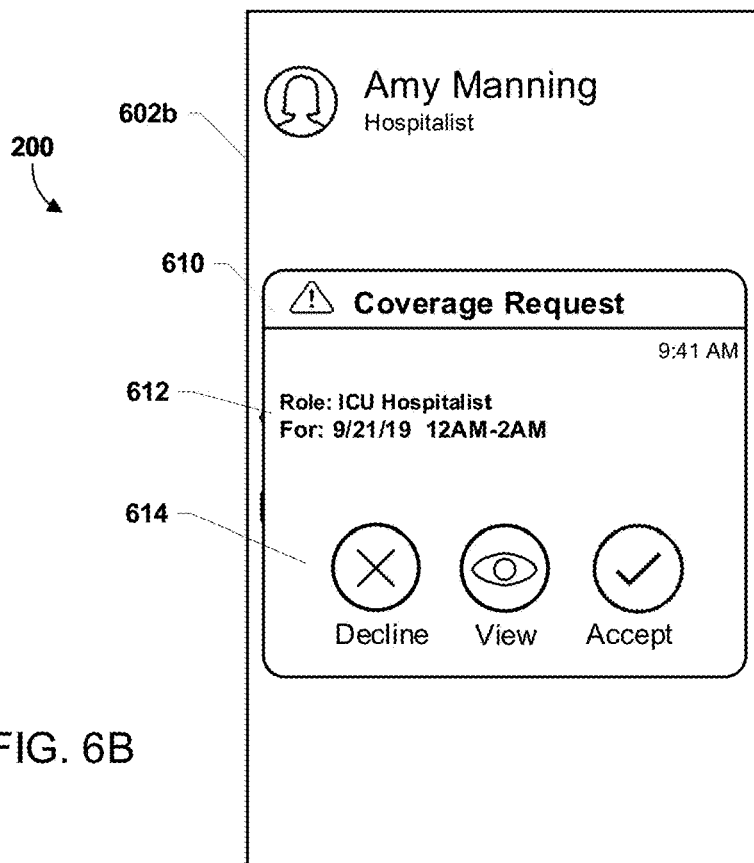 Amy Manning
602b
Hospitalist
200
610
Coverage Request
9:41 AM
612
Role: ICU Hospitalist
For: 9/21/19 12AM-2AM
614
Decline View Accept
FIG. 6B